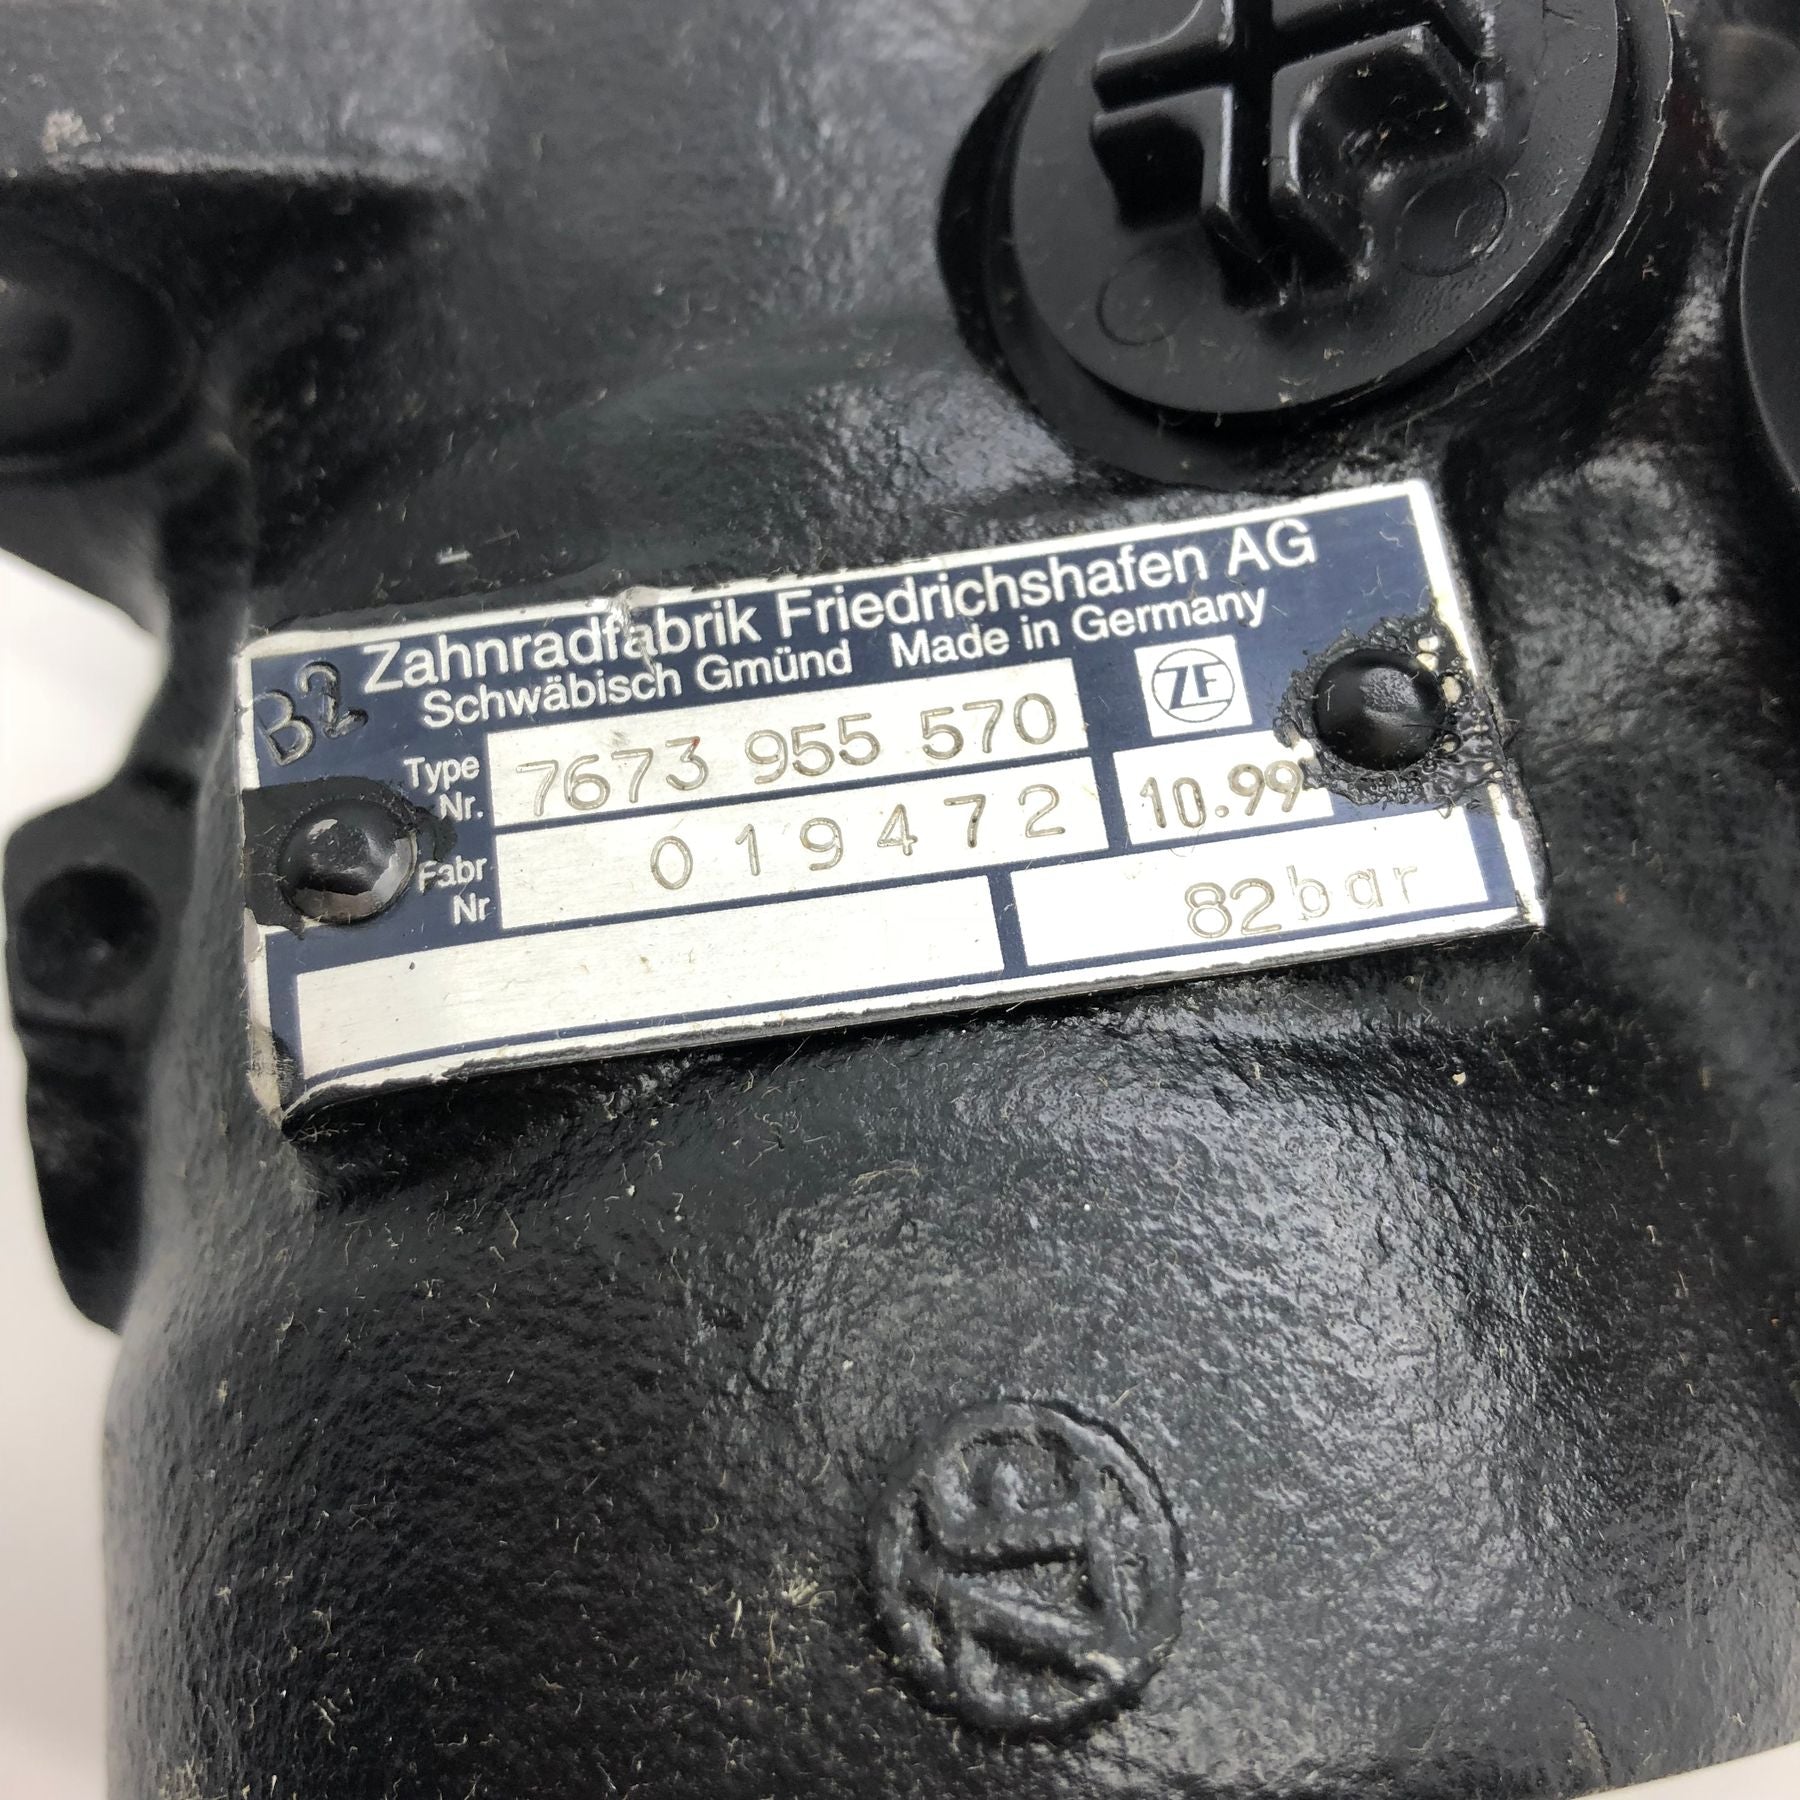 B2
Zahnradfabrik Friedrichshafen AG
Schwäbisch Gmünd Made in Germany
Type Nr. 7673 955 570
ZF
Fabr Nr 019472
10.99
82bar
ZF